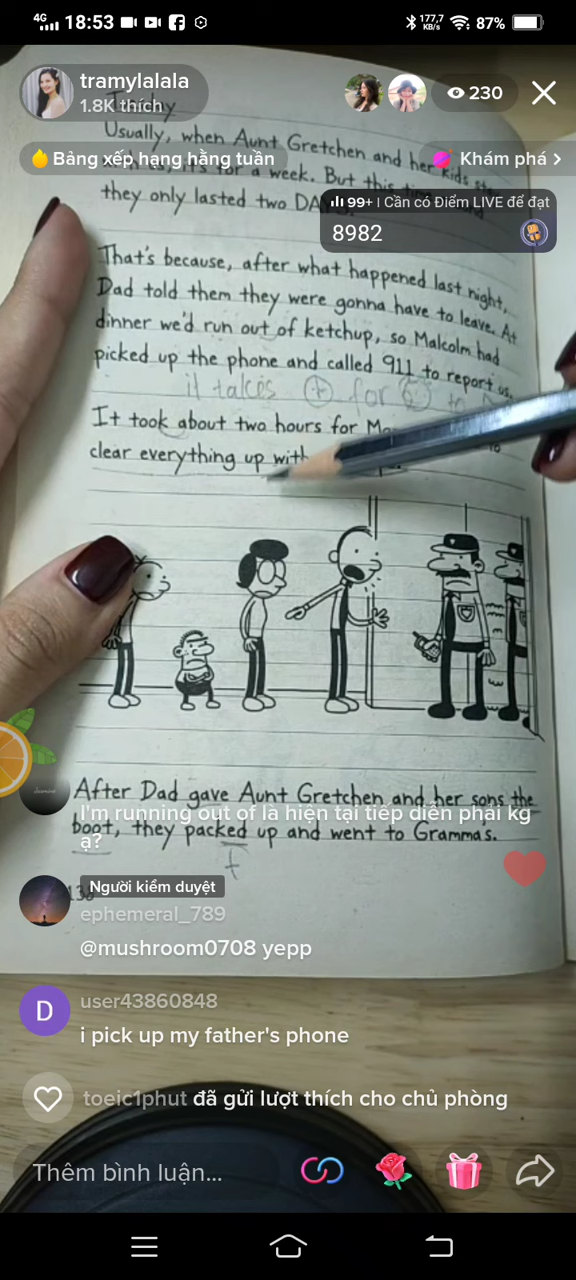 4G 18:53 177,7 KB/s 87%
tramylalala
1.8K thích
230
Usually, when Aunt Gretchen and her kids
Bảng xếp hạng hằng tuần
Khám phá >
for a week. But this
99+ | Cần có Điểm LIVE để đạt
8982
they only lasted two DA
That's because, after what happened last night,
Dad told them they were gonna have to leave. At
dinner we'd run out of ketchup, so Malcolm had
picked up the phone and called 911 to report us.
it takes + for
It took about two hours for M
clear everything up with
After Dad gave Aunt Gretchen and her sons the
boot, they packed up and went to Gramma's.
t
I'm running out of là hiện tại tiếp diễn phải kg
ạ?
Người kiểm duyệt
ephemeral_789
@mushroom0708 yepp
D
user43860848
i pick up my father's phone
toeic1phut đã gửi lượt thích cho chủ phòng
Thêm bình luận...